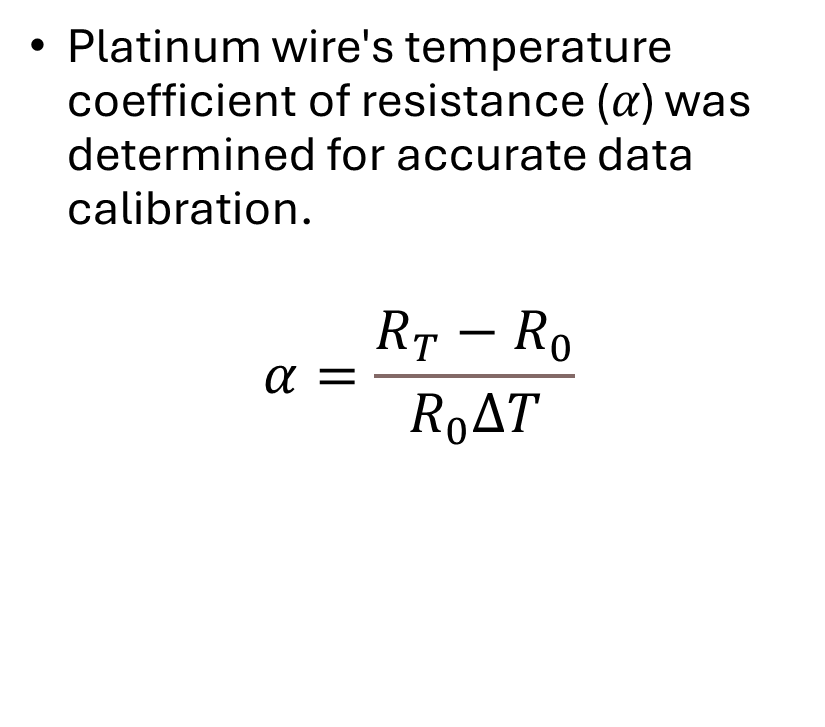 • Platinum wire's temperature
coefficient of resistance (α) was
determined for accurate data
calibration.
α = (R_T − R_0) / (R_0ΔT)